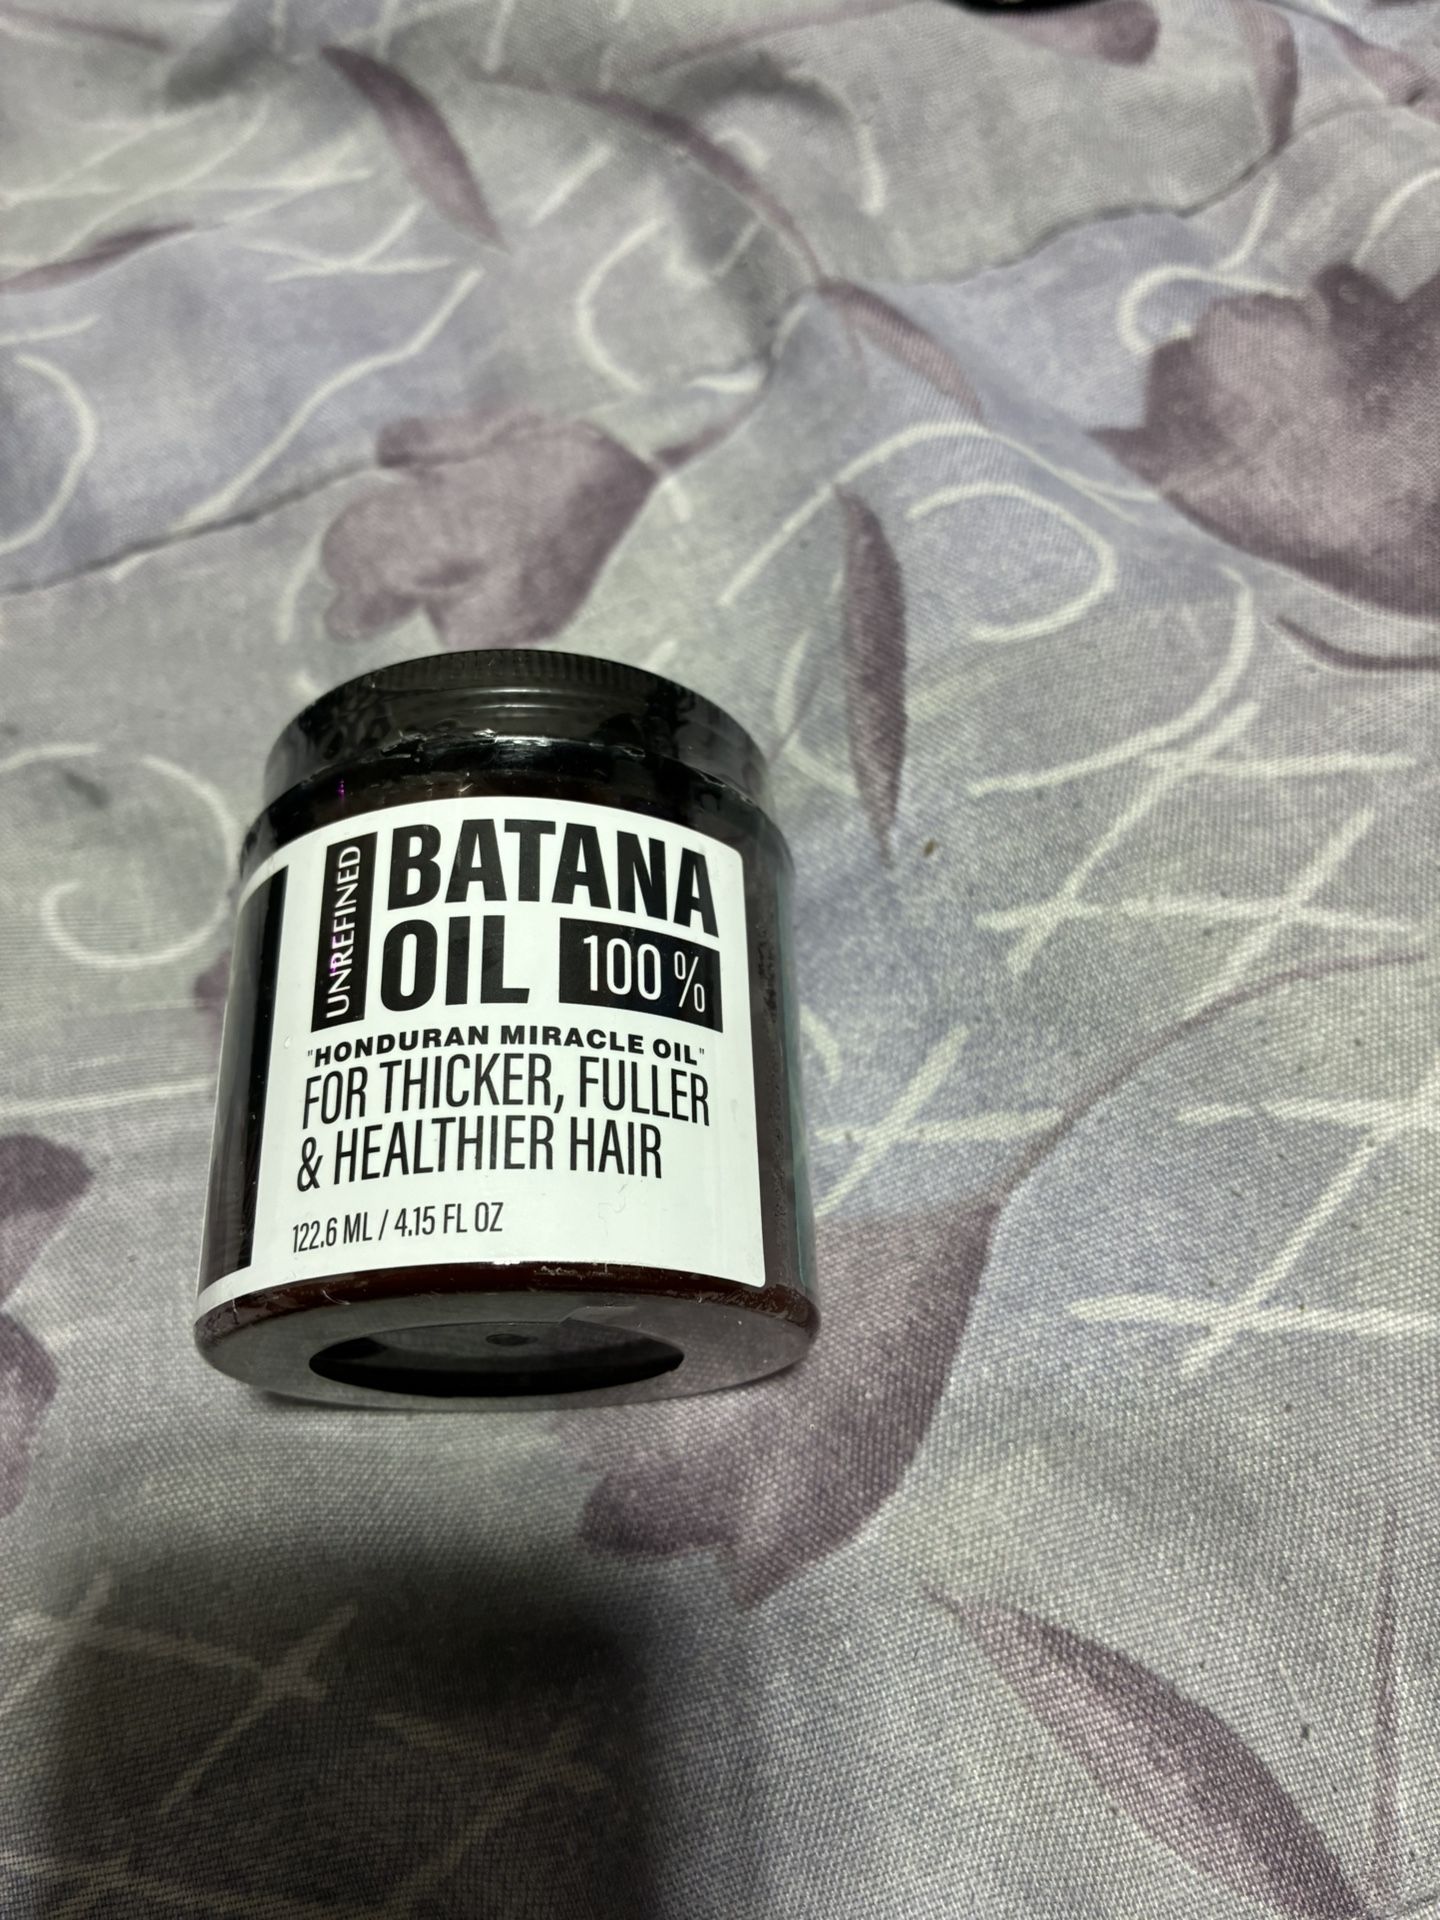 UNREFINED
BATANA
OIL 100%
"HONDURAN MIRACLE OIL"
FOR THICKER, FULLER
& HEALTHIER HAIR
122.6 ML / 4.15 FL OZ